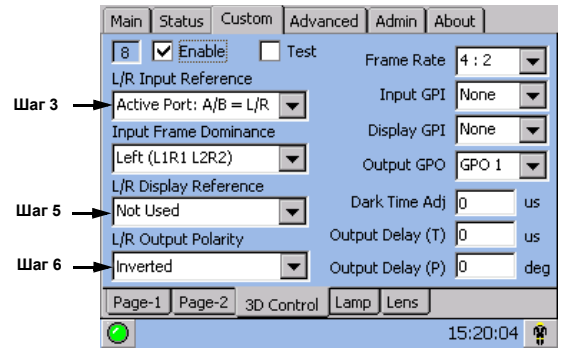 Main Status Custom Advanced Admin About
8 Enable Test
Frame Rate 4 : 2
L/R Input Reference
Шаг 3 Active Port: A/B = L/R
Input GPI None
Input Frame Dominance
Display GPI None
Left (L1R1 L2R2)
Output GPO GPO 1
L/R Display Reference
Шаг 5 Not Used
Dark Time Adj 0 us
L/R Output Polarity
Output Delay (T) 0 us
Шаг 6 Inverted
Output Delay (P) 0 deg
Page-1 Page-2 3D Control Lamp Lens
15:20:04